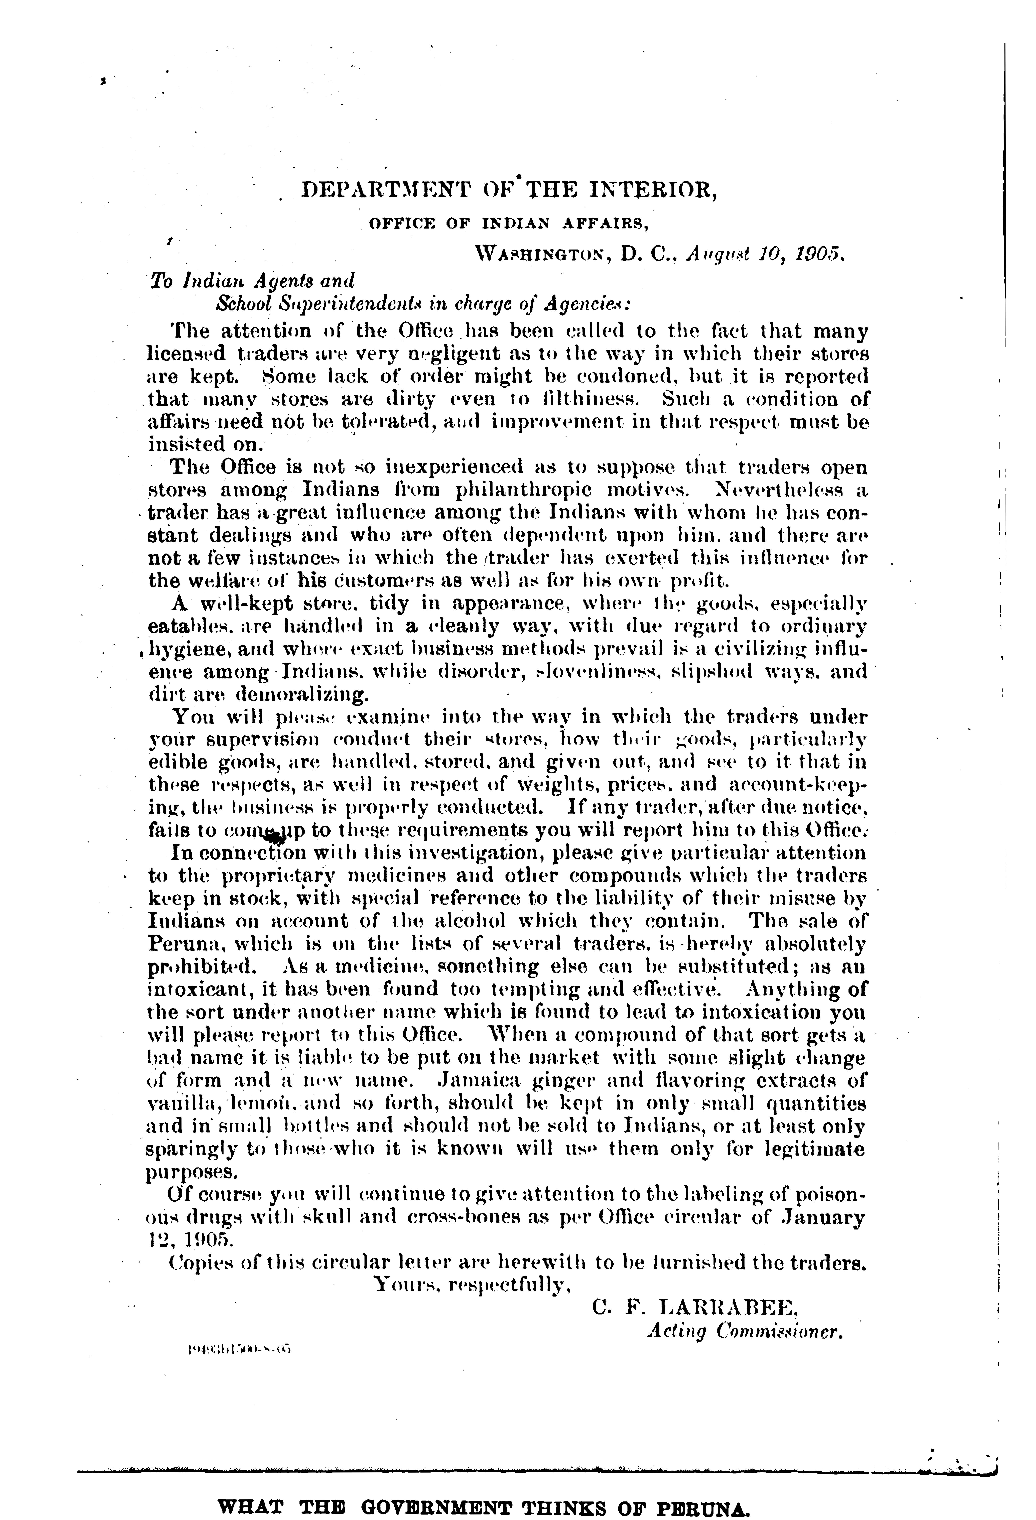 DEPARTMENT OF THE INTERIOR,
OFFICE OF INDIAN AFFAIRS,
WASHINGTON, D. C., August 10, 1905.
To Indian Agents and
School Superintendents in charge of Agencies:
The attention of the Office has been called to the fact that many
licensed traders are very negligent as to the way in which their stores
are kept. Some lack of order might be condoned, but it is reported
that many stores are dirty even to filthiness. Such a condition of
affairs need not be tolerated, and improvement in that respect must be
insisted on.
The Office is not so inexperienced as to suppose that traders open
stores among Indians from philanthropic motives. Nevertheless a
trader has a great influence among the Indians with whom he has con-
stant dealings and who are often dependent upon him, and there are
not a few instances in which the trader has exerted this influence for
the welfare of his customers as well as for his own profit.
A well-kept store, tidy in appearance, where the goods, especially
eatables, are handled in a cleanly way, with due regard to ordinary
hygiene, and where exact business methods prevail is a civilizing influ-
ence among Indians, while disorder, slovenliness, slipshod ways, and
dirt are demoralizing.
You will please examine into the way in which the traders under
your supervision conduct their stores, how their goods, particularly
edible goods, are handled, stored, and given out, and see to it that in
these respects, as well in respect of weights, prices, and account-keep-
ing, the business is properly conducted. If any trader, after due notice,
fails to come up to these requirements you will report him to this Office.
In connection with this investigation, please give particular attention
to the proprietary medicines and other compounds which the traders
keep in stock, with special reference to the liability of their misuse by
Indians on account of the alcohol which they contain. The sale of
Peruna, which is on the lists of several traders, is hereby absolutely
prohibited. As a medicine, something else can be substituted; as an
intoxicant, it has been found too tempting and effective. Anything of
the sort under another name which is found to lead to intoxication you
will please report to this Office. When a compound of that sort gets a
bad name it is liable to be put on the market with some slight change
of form and a new name. Jamaica ginger and flavoring extracts of
vanilla, lemon, and so forth, should be kept in only small quantities
and in small bottles and should not be sold to Indians, or at least only
sparingly to those who it is known will use them only for legitimate
purposes.
Of course you will continue to give attention to the labeling of poison-
ous drugs with skull and cross-bones as per Office circular of January
12, 1905.
Copies of this circular letter are herewith to be furnished the traders.
Yours, respectfully,
C. F. LARRABEE,
Acting Commissioner.
WHAT THE GOVERNMENT THINKS OF PERUNA.